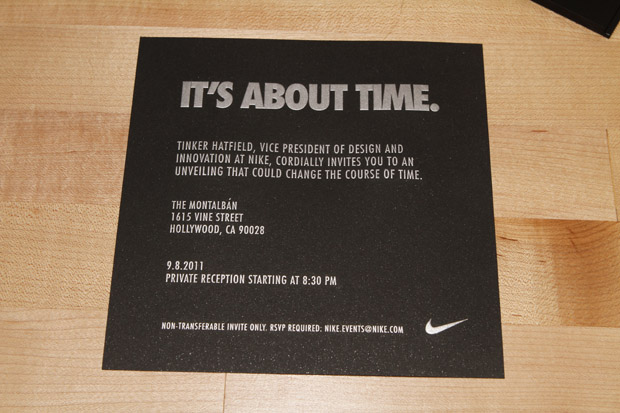 IT'S ABOUT TIME.
TINKER HATFIELD, VICE PRESIDENT OF DESIGN AND
INNOVATION AT NIKE, CORDIALLY INVITES YOU TO AN
UNVEILING THAT COULD CHANGE THE COURSE OF TIME.
THE MONTALBÁN
1615 VINE STREET
HOLLYWOOD, CA 90028
9.8.2011
PRIVATE RECEPTION STARTING AT 8:30 PM
NON-TRANSFERABLE INVITE ONLY. RSVP REQUIRED: NIKE.EVENTS@NIKE.COM